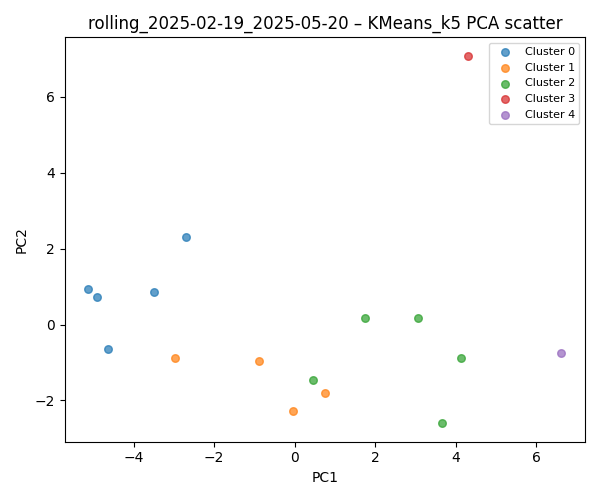 rolling_2025-02-19_2025-05-20 – KMeans_k5 PCA scatter
Cluster 0
Cluster 1
Cluster 2
Cluster 3
Cluster 4
PC2
6
4
2
0
−2
−4
−2
0
2
4
6
PC1